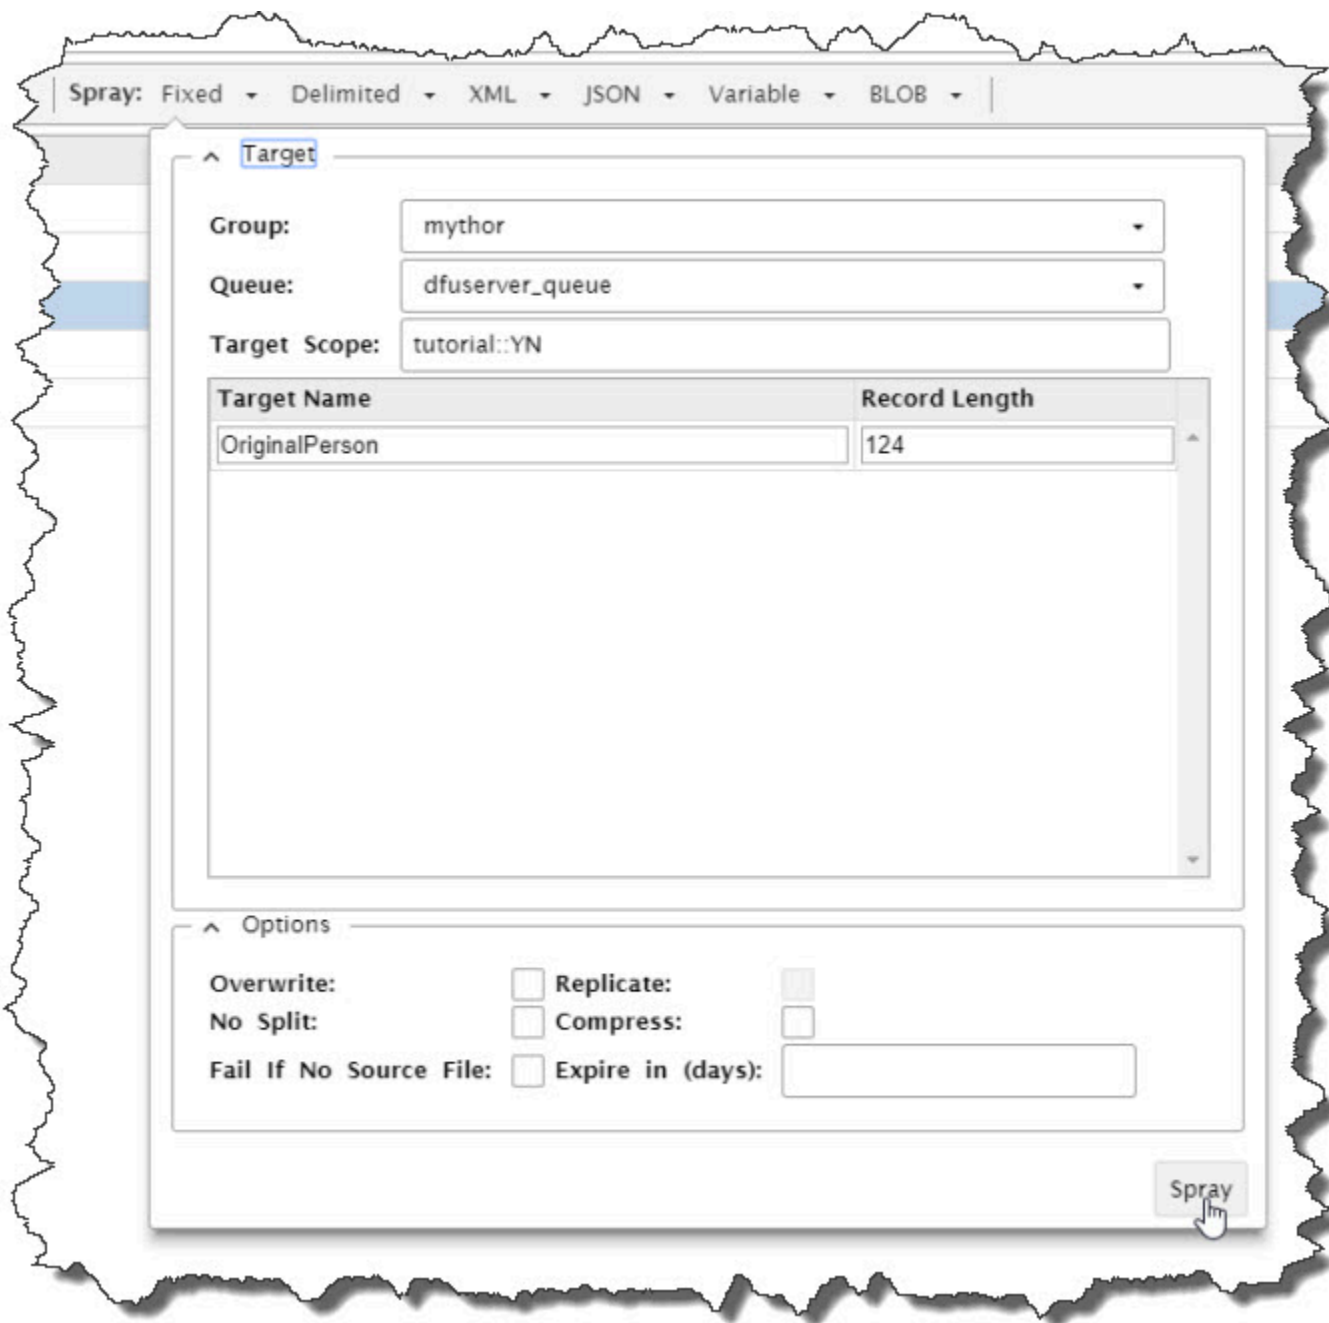 Spray: Fixed Delimited XML JSON Variable BLOB
Target
Group: mythor
Queue: dfuserver_queue
Target Scope: tutorial::YN
Target Name Record Length
OriginalPerson 124
Options
Overwrite: Replicate:
No Split: Compress:
Fail If No Source File: Expire in (days):
Spray